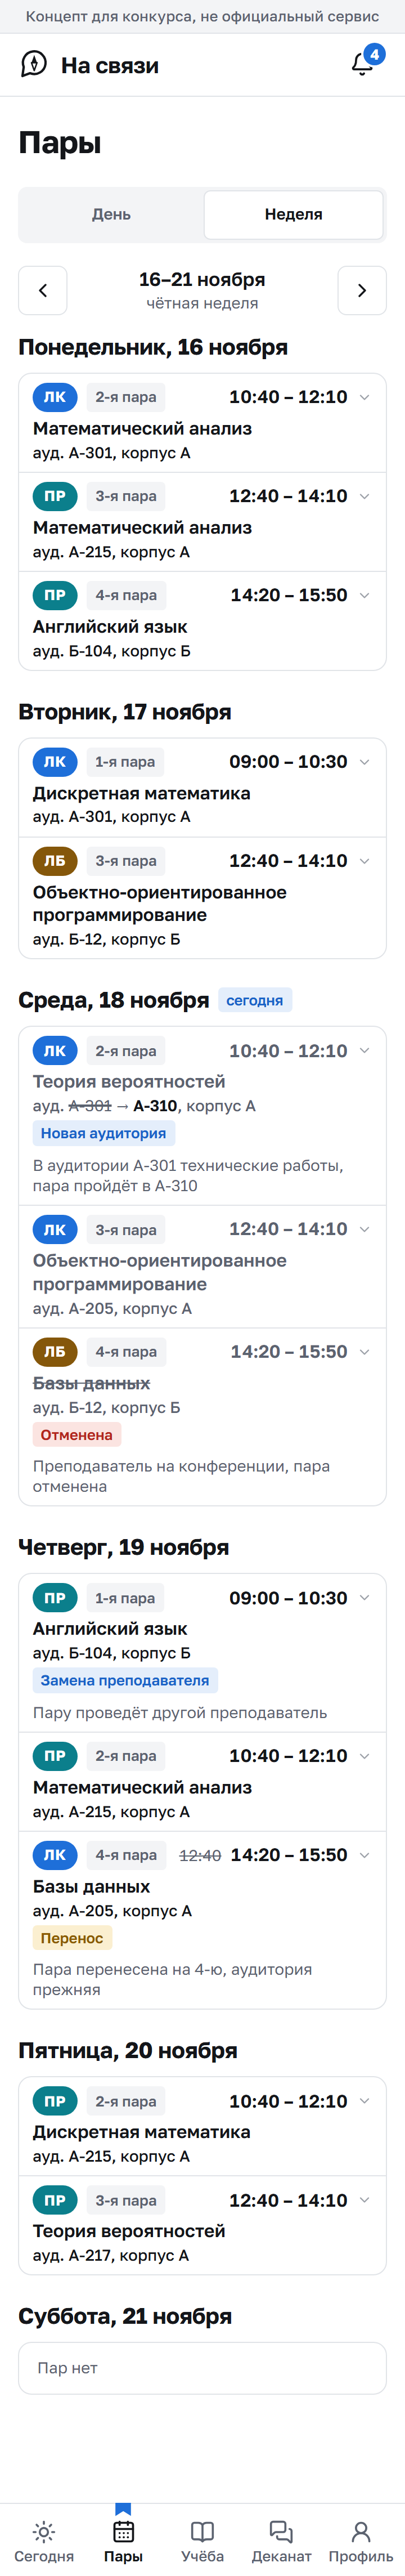 Концепт для конкурса, не официальный сервис
На связи
4
Пары
День
Неделя
16–21 ноября
чётная неделя
Понедельник, 16 ноября
ЛК 2-я пара 10:40 – 12:10
Математический анализ
ауд. А-301, корпус А
ПР 3-я пара 12:40 – 14:10
Математический анализ
ауд. А-215, корпус А
ПР 4-я пара 14:20 – 15:50
Английский язык
ауд. Б-104, корпус Б
Вторник, 17 ноября
ЛК 1-я пара 09:00 – 10:30
Дискретная математика
ауд. А-301, корпус А
ЛБ 3-я пара 12:40 – 14:10
Объектно-ориентированное
программирование
ауд. Б-12, корпус Б
Среда, 18 ноября сегодня
ЛК 2-я пара 10:40 – 12:10
Теория вероятностей
ауд. А-301 → А-310, корпус А
Новая аудитория
В аудитории А-301 технические работы,
пара пройдёт в А-310
ЛК 3-я пара 12:40 – 14:10
Объектно-ориентированное
программирование
ауд. А-205, корпус А
ЛБ 4-я пара 14:20 – 15:50
Базы данных
ауд. Б-12, корпус Б
Отменена
Преподаватель на конференции, пара
отменена
Четверг, 19 ноября
ПР 1-я пара 09:00 – 10:30
Английский язык
ауд. Б-104, корпус Б
Замена преподавателя
Пару проведёт другой преподаватель
ПР 2-я пара 10:40 – 12:10
Математический анализ
ауд. А-215, корпус А
ЛК 4-я пара 12:40 14:20 – 15:50
Базы данных
ауд. А-205, корпус А
Перенос
Пара перенесена на 4-ю, аудитория
прежняя
Пятница, 20 ноября
ПР 2-я пара 10:40 – 12:10
Дискретная математика
ауд. А-215, корпус А
ПР 3-я пара 12:40 – 14:10
Теория вероятностей
ауд. А-217, корпус А
Суббота, 21 ноября
Пар нет
Сегодня Пары Учёба Деканат Профиль